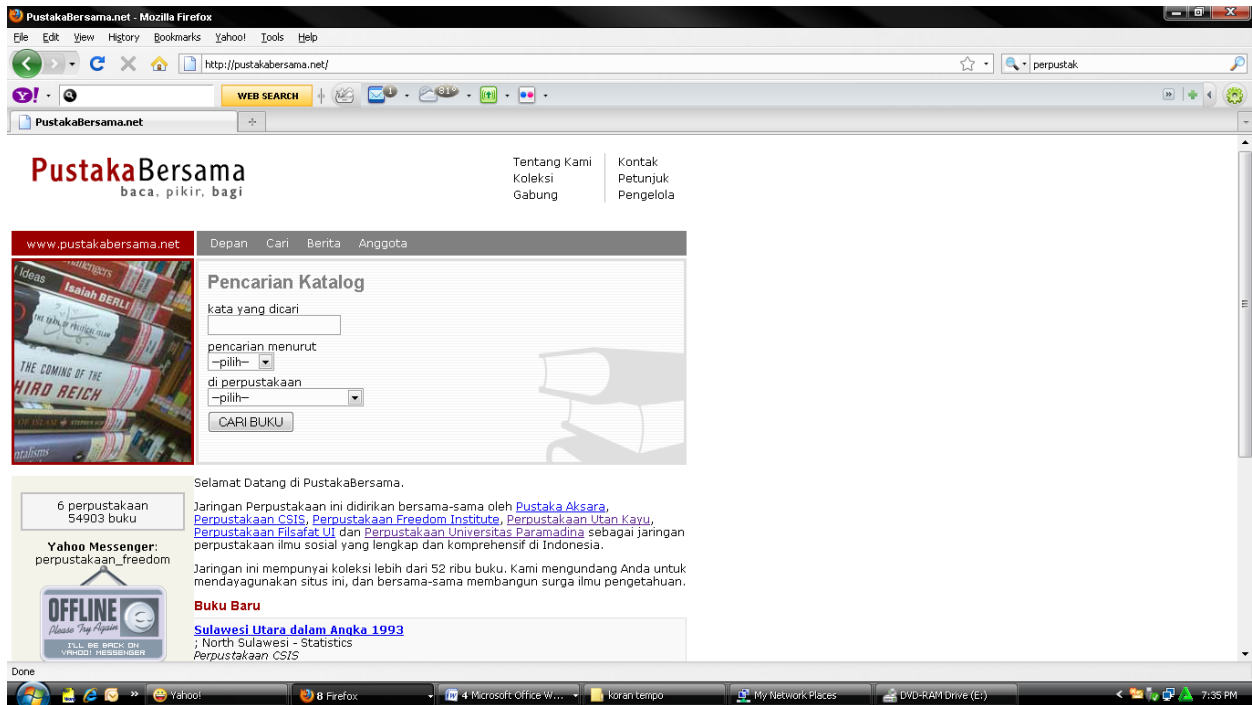 PustakaBersama.net - Mozilla Firefox
File Edit View History Bookmarks Yahoo! Tools Help
http://pustakabersama.net/
perpustak
Y! WEB SEARCH 1 81°
PustakaBersama.net
PustakaBersama
baca, pikir, bagi
Tentang Kami Kontak
Koleksi Petunjuk
Gabung Pengelola
www.pustakabersama.net Depan Cari Berita Anggota
Ideas
Isaiah BERLI
THE COMING OF THE
HIRD REICH
ntalisms
Pencarian Katalog
kata yang dicari
pencarian menurut
--pilih--
di perpustakaan
--pilih--
CARI BUKU
6 perpustakaan
54903 buku
Yahoo Messenger:
perpustakaan_freedom
OFFLINE
Please Try Again
I'LL BE BACK ON
YAHOO! MESSENGER
Selamat Datang di PustakaBersama.
Jaringan Perpustakaan ini didirikan bersama-sama oleh Pustaka Aksara,
Perpustakaan CSIS, Perpustakaan Freedom Institute, Perpustakaan Utan Kayu,
Perpustakaan Filsafat UI dan Perpustakaan Universitas Paramadina sebagai jaringan
perpustakaan ilmu sosial yang lengkap dan komprehensif di Indonesia.
Jaringan ini mempunyai koleksi lebih dari 52 ribu buku. Kami mengundang Anda untuk
mendayagunakan situs ini, dan bersama-sama membangun surga ilmu pengetahuan.
Buku Baru
Sulawesi Utara dalam Angka 1993
; North Sulawesi - Statistics
Perpustakaan CSIS
Done
Yahoo! 8 Firefox 4 Microsoft Office W... koran tempo My Network Places DVD-RAM Drive (E:) 7:35 PM